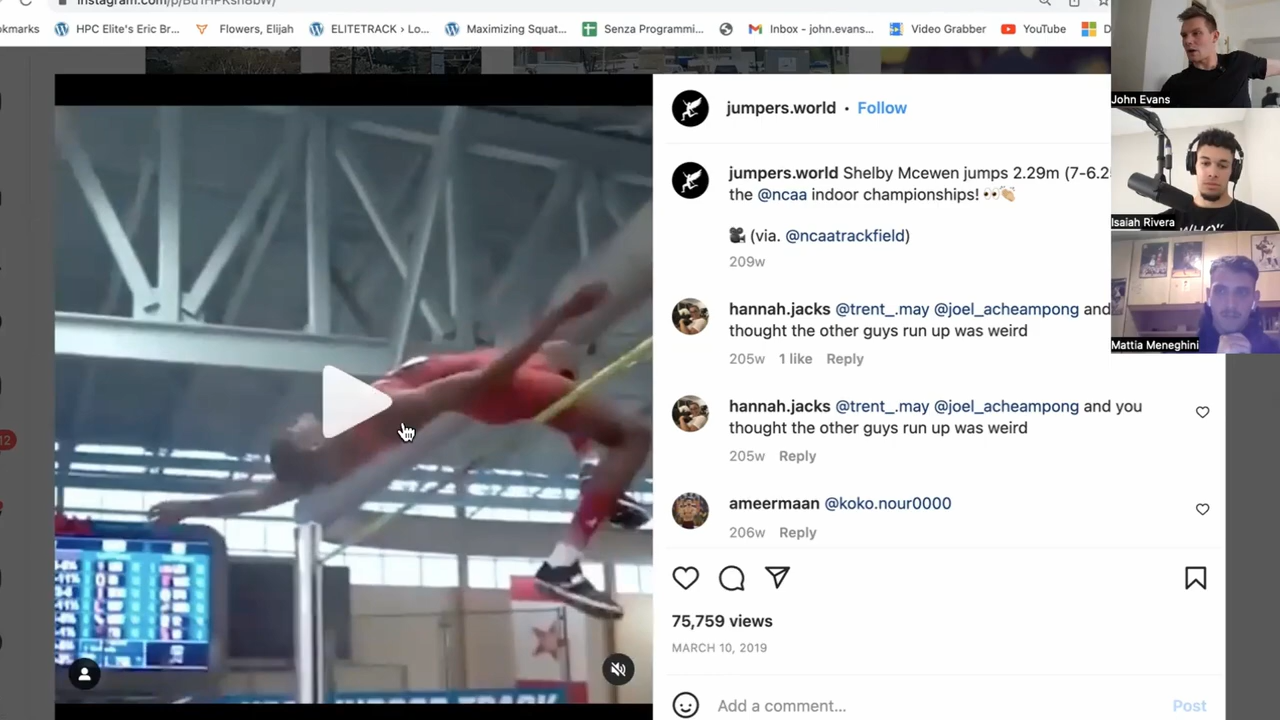 instagram.com/p/Bu1HPKsh8bW/
okmarks
HPC Elite's Eric Br...
Flowers, Elijah
ELITETRACK › Lo...
Maximizing Squat...
Senza Programmi...
Inbox - john.evans...
Video Grabber
YouTube
D
John Evans
Isaiah Rivera
Mattia Meneghini
jumpers.world • Follow
jumpers.world Shelby Mcewen jumps 2.29m (7-6.2
the @ncaa indoor championships! 👀👏🏼
🎥 (via. @ncaatrackfield)
209w
hannah.jacks @trent_.may @joel_acheampong and
thought the other guys run up was weird
205w 1 like Reply
hannah.jacks @trent_.may @joel_acheampong and you
thought the other guys run up was weird
205w Reply
ameermaan @koko.nour0000
206w Reply
75,759 views
MARCH 10, 2019
Add a comment...
Post
12
TRACK